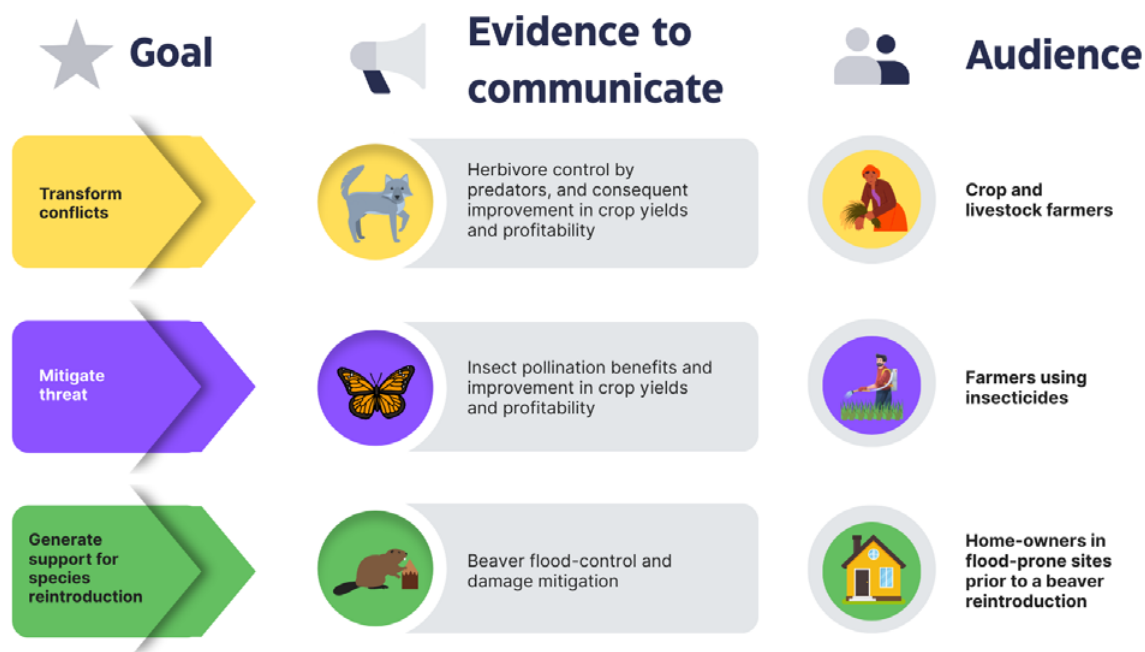 Goal
Evidence to
communicate
Audience
Transform
conflicts
Herbivore control by
predators, and consequent
improvement in crop yields
and profitability
Crop and
livestock farmers
Mitigate
threat
Insect pollination benefits and
improvement in crop yields
and profitability
Farmers using
insecticides
Generate
support for
species
reintroduction
Beaver flood-control and
damage mitigation
Home-owners in
flood-prone sites
prior to a beaver
reintroduction